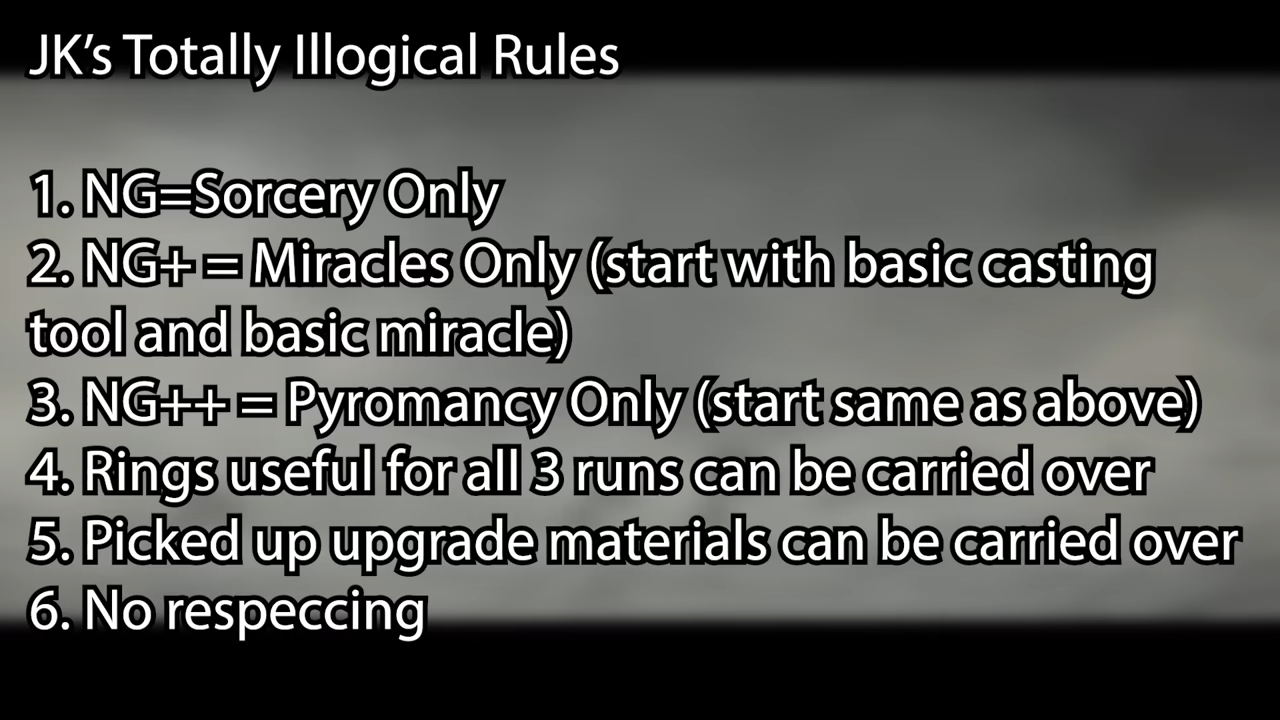 JK’s Totally Illogical Rules
1. NG=Sorcery Only
2. NG+ = Miracles Only (start with basic casting
tool and basic miracle)
3. NG++ = Pyromancy Only (start same as above)
4. Rings useful for all 3 runs can be carried over
5. Picked up upgrade materials can be carried over
6. No respeccing